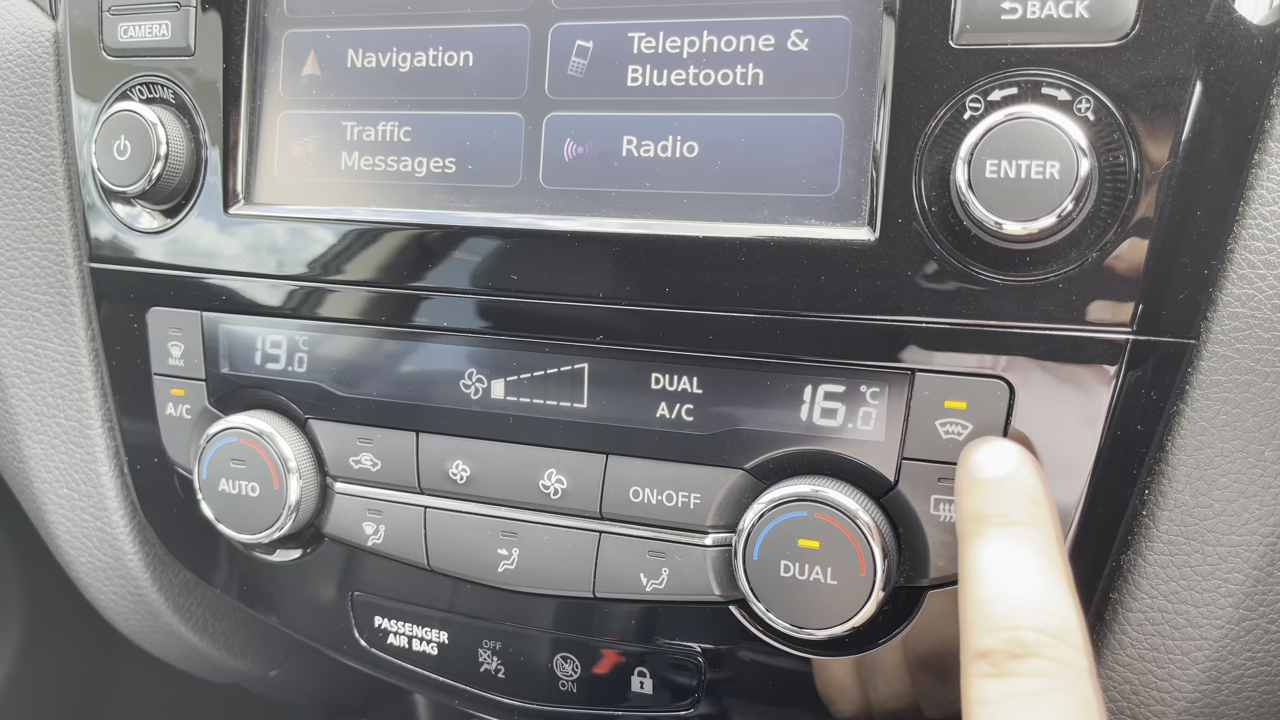 CAMERA
BACK
VOLUME
Navigation
Telephone &
Bluetooth
Traffic
Messages
Radio
ENTER
MAX
19.0 °C
DUAL
A/C
16.0 °C
A/C
AUTO
ON·OFF
DUAL
PASSENGER
AIR BAG
OFF
2
ON